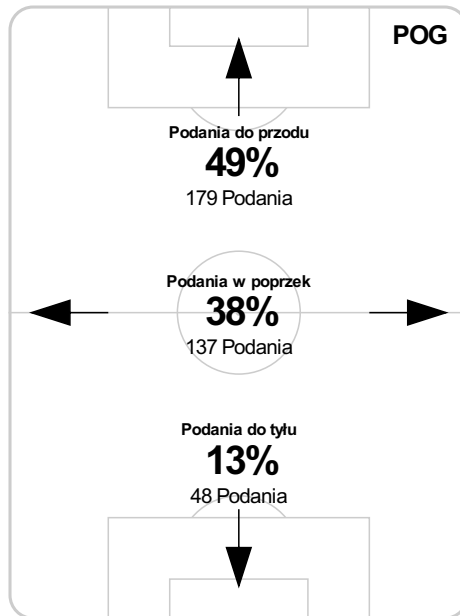 POG
Podania do przodu
49%
179 Podania
Podania w poprzek
38%
137 Podania
Podania do tyłu
13%
48 Podania